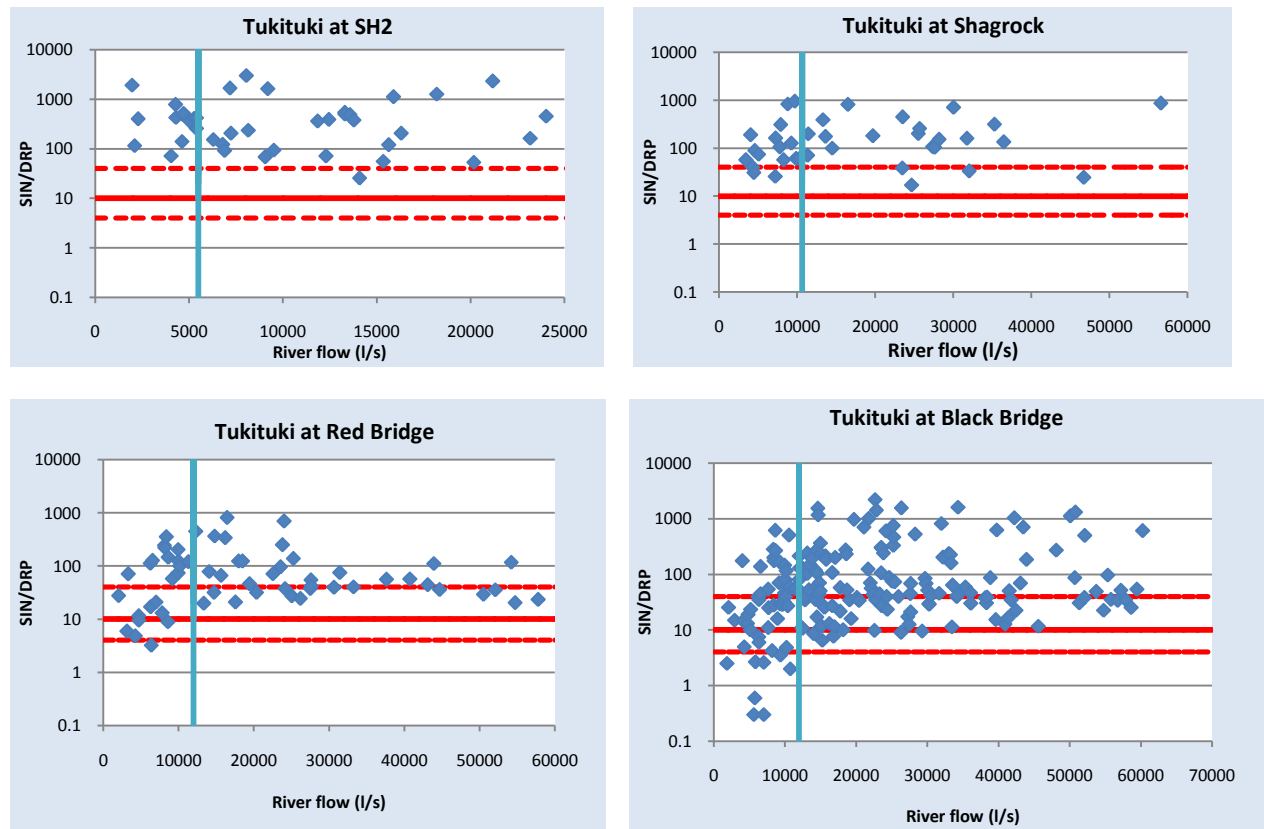 Tukituki at SH2
10000
1000
100
10
1
0.1
SIN/DRP
0 5000 10000 15000 20000 25000
River flow (l/s)
Tukituki at Shagrock
10000
1000
100
10
1
0.1
SIN/DRP
0 10000 20000 30000 40000 50000 60000
River flow (l/s)
Tukituki at Red Bridge
10000
1000
100
10
1
0.1
SIN/DRP
0 10000 20000 30000 40000 50000 60000
River flow (l/s)
Tukituki at Black Bridge
10000
1000
100
10
1
0.1
SIN/DRP
0 10000 20000 30000 40000 50000 60000 70000
River flow (l/s)